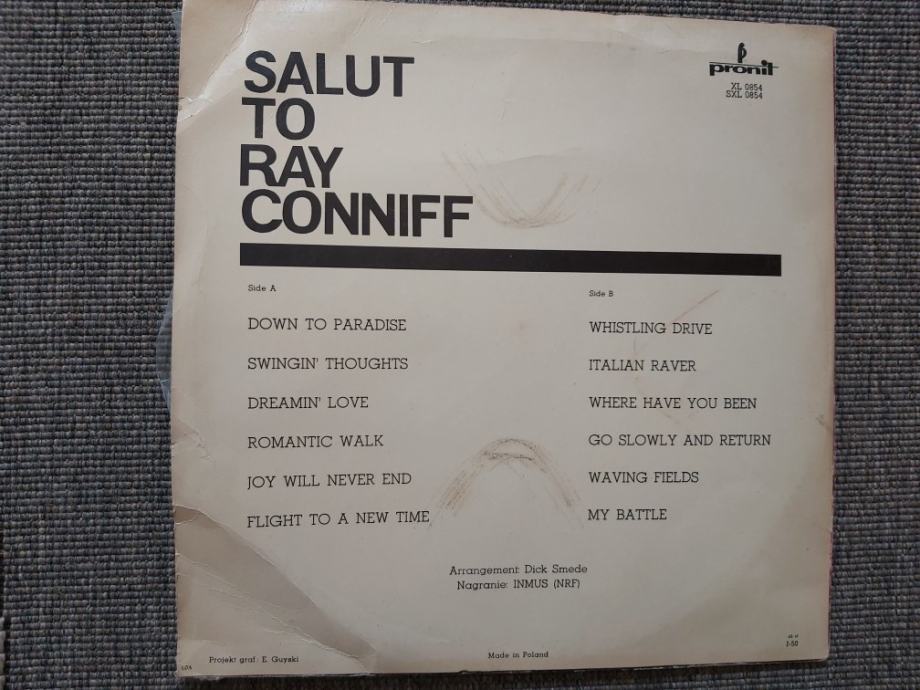 SALUT
TO
RAY
CONNIFF
pronit
XL 0854
SXL 0854
Side A
DOWN TO PARADISE
SWINGIN' THOUGHTS
DREAMIN' LOVE
ROMANTIC WALK
JOY WILL NEVER END
FLIGHT TO A NEW TIME
Side B
WHISTLING DRIVE
ITALIAN RAVER
WHERE HAVE YOU BEEN
GO SLOWLY AND RETURN
WAVING FIELDS
MY BATTLE
Arrangement: Dick Smede
Nagranie: INMUS (NRF)
Projekt graf: E. Guyski
Made in Poland
J-50